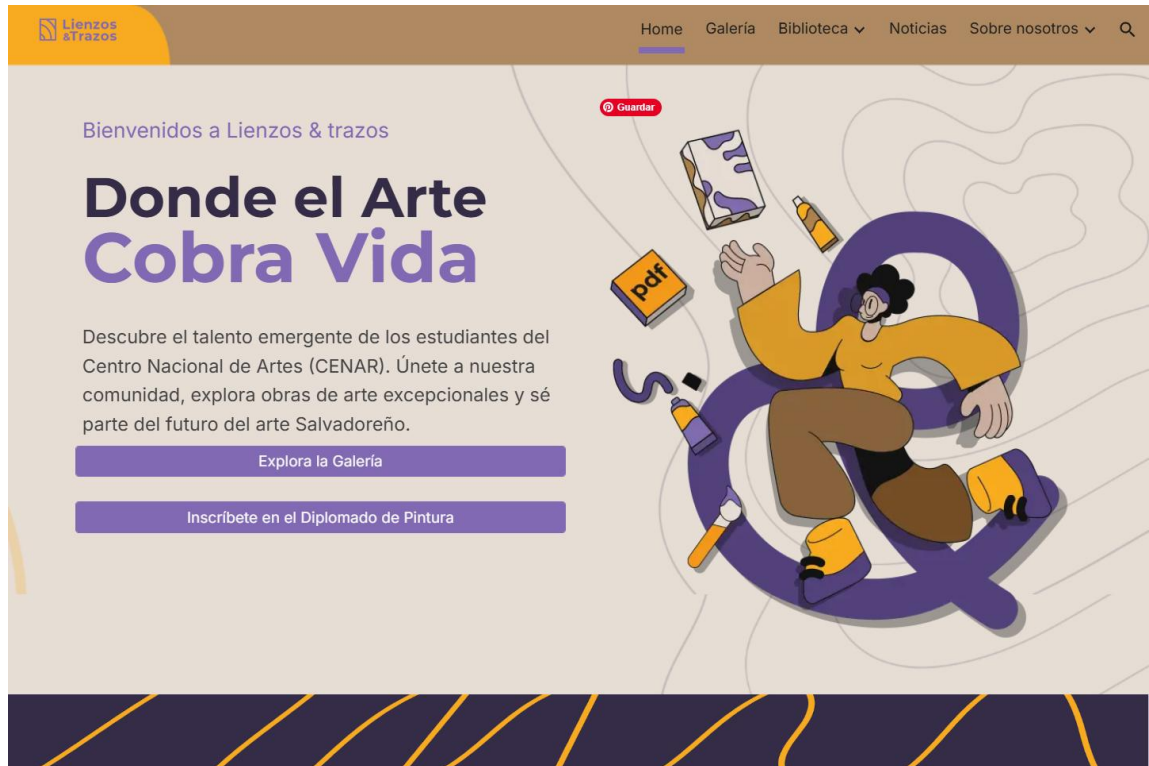 Lienzos
&Trazos
Home Galería Biblioteca Noticias Sobre nosotros
Guardar
Bienvenidos a Lienzos & trazos
Donde el Arte
Cobra Vida
pdf
Descubre el talento emergente de los estudiantes del
Centro Nacional de Artes (CENAR). Únete a nuestra
comunidad, explora obras de arte excepcionales y sé
parte del futuro del arte Salvadoreño.
Explora la Galería
Inscríbete en el Diplomado de Pintura